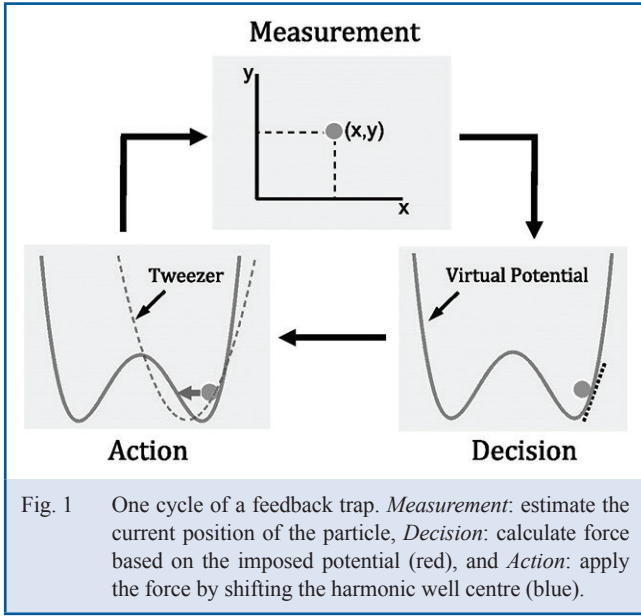 Measurement
y
(x,y)
x
Tweezer
Virtual Potential
Action
Decision
Fig. 1 One cycle of a feedback trap. Measurement: estimate the
current position of the particle, Decision: calculate force
based on the imposed potential (red), and Action: apply
the force by shifting the harmonic well centre (blue).